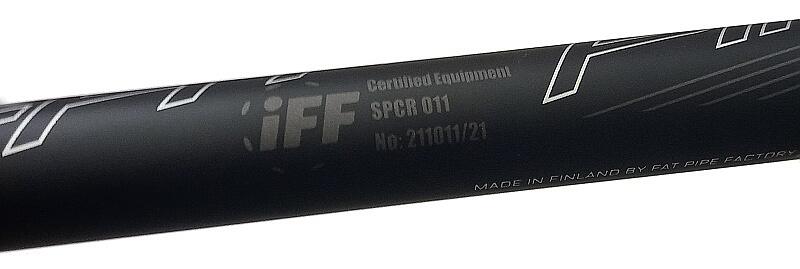 iFF
Certified Equipment
SPCR 011
No: 211011/21
MADE IN FINLAND BY FAT PIPE FACTORY